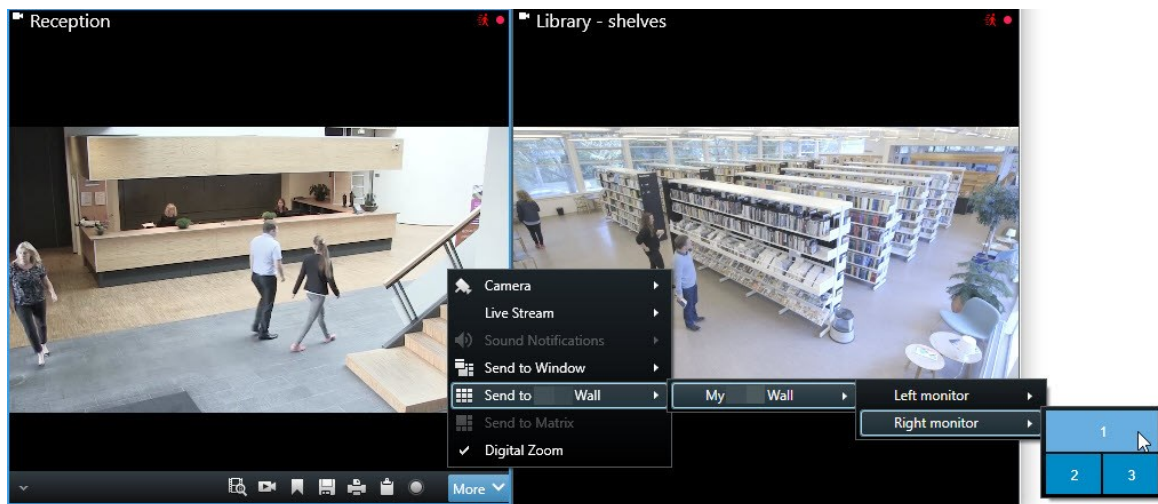 Reception
Library - shelves
Camera
Live Stream
Sound Notifications
Send to Window
Send to Wall
My Wall
Left monitor
Right monitor
1
2
3
Send to Matrix
Digital Zoom
More